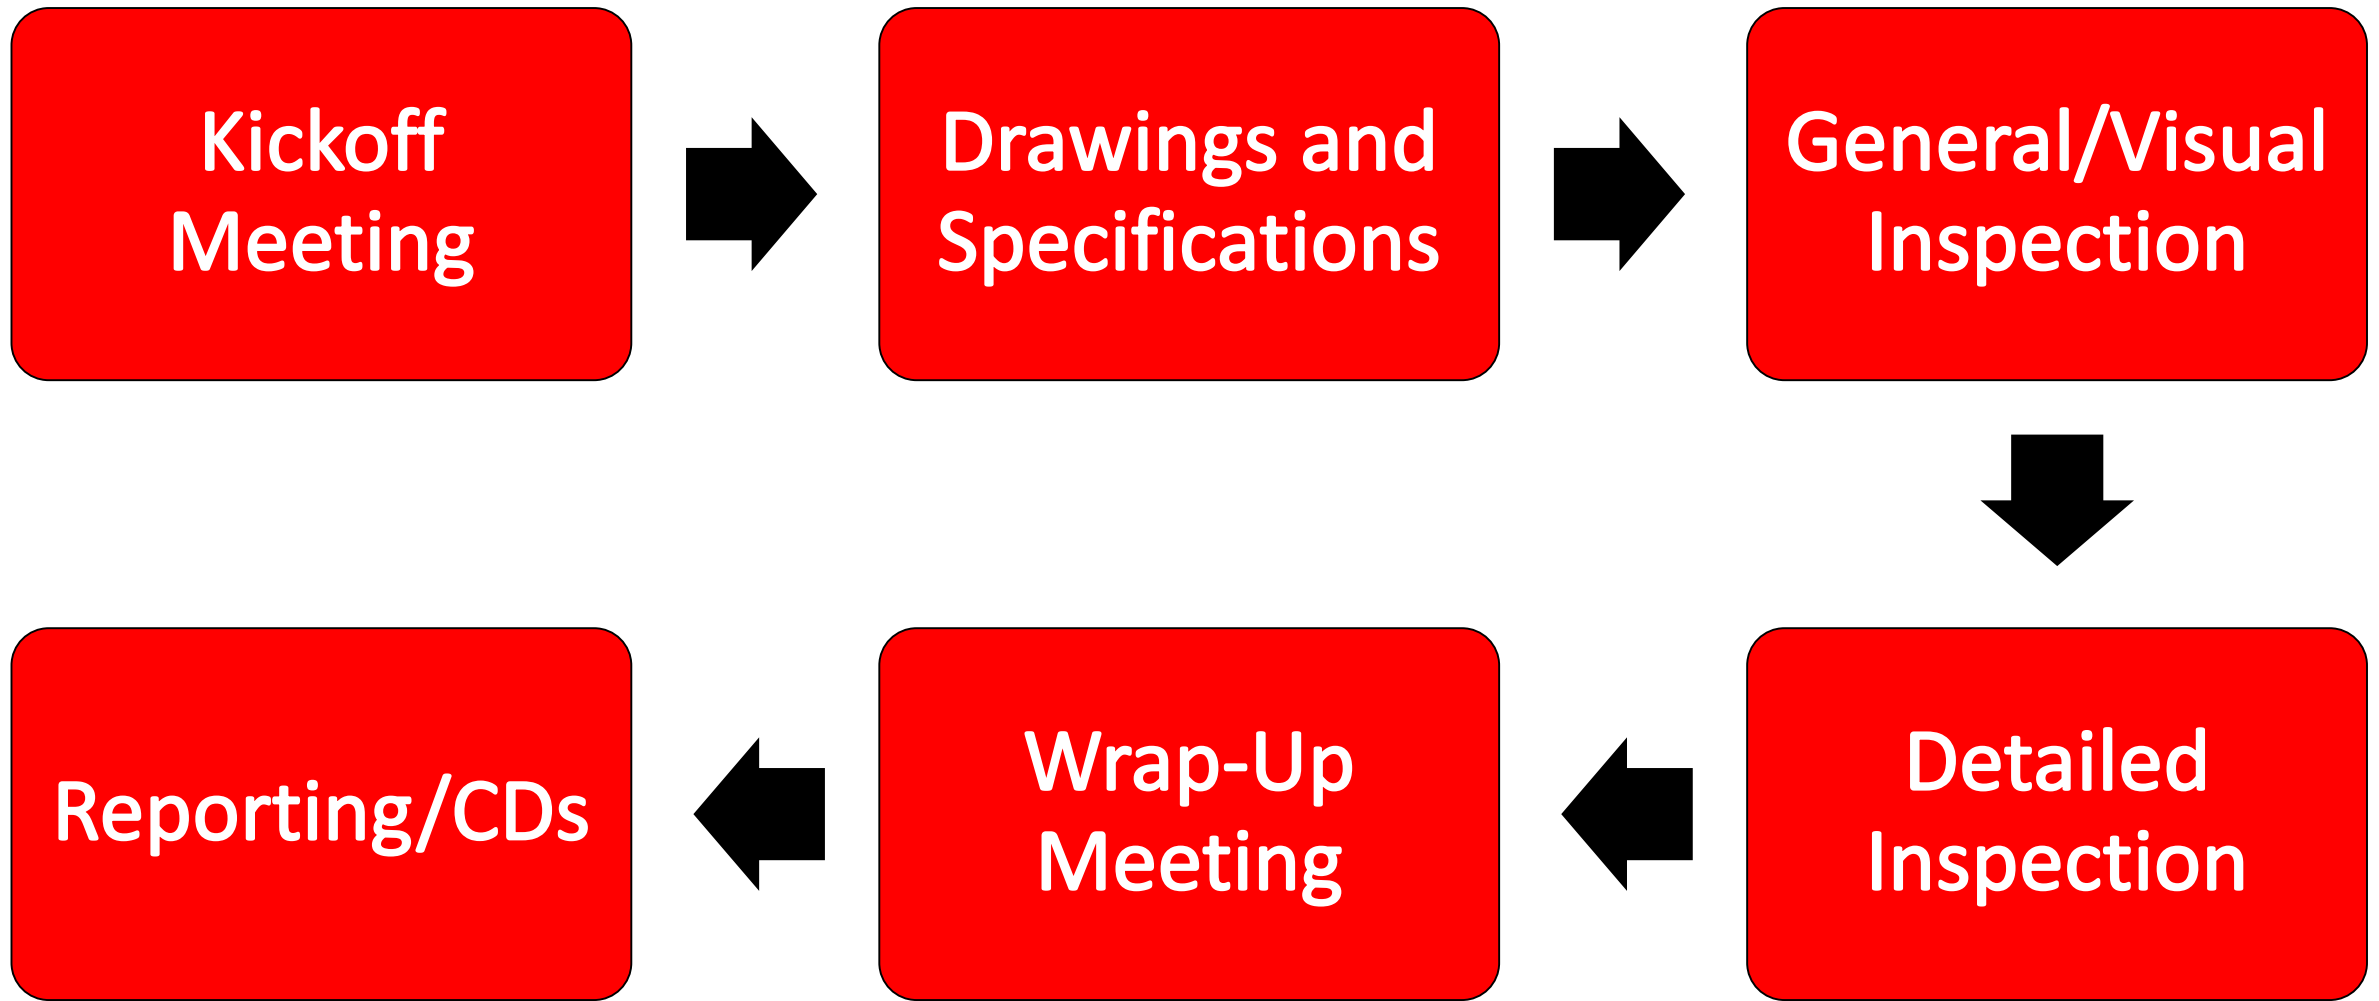 Kickoff
Meeting
Drawings and
Specifications
General/Visual
Inspection
Detailed
Inspection
Wrap-Up
Meeting
Reporting/CDs